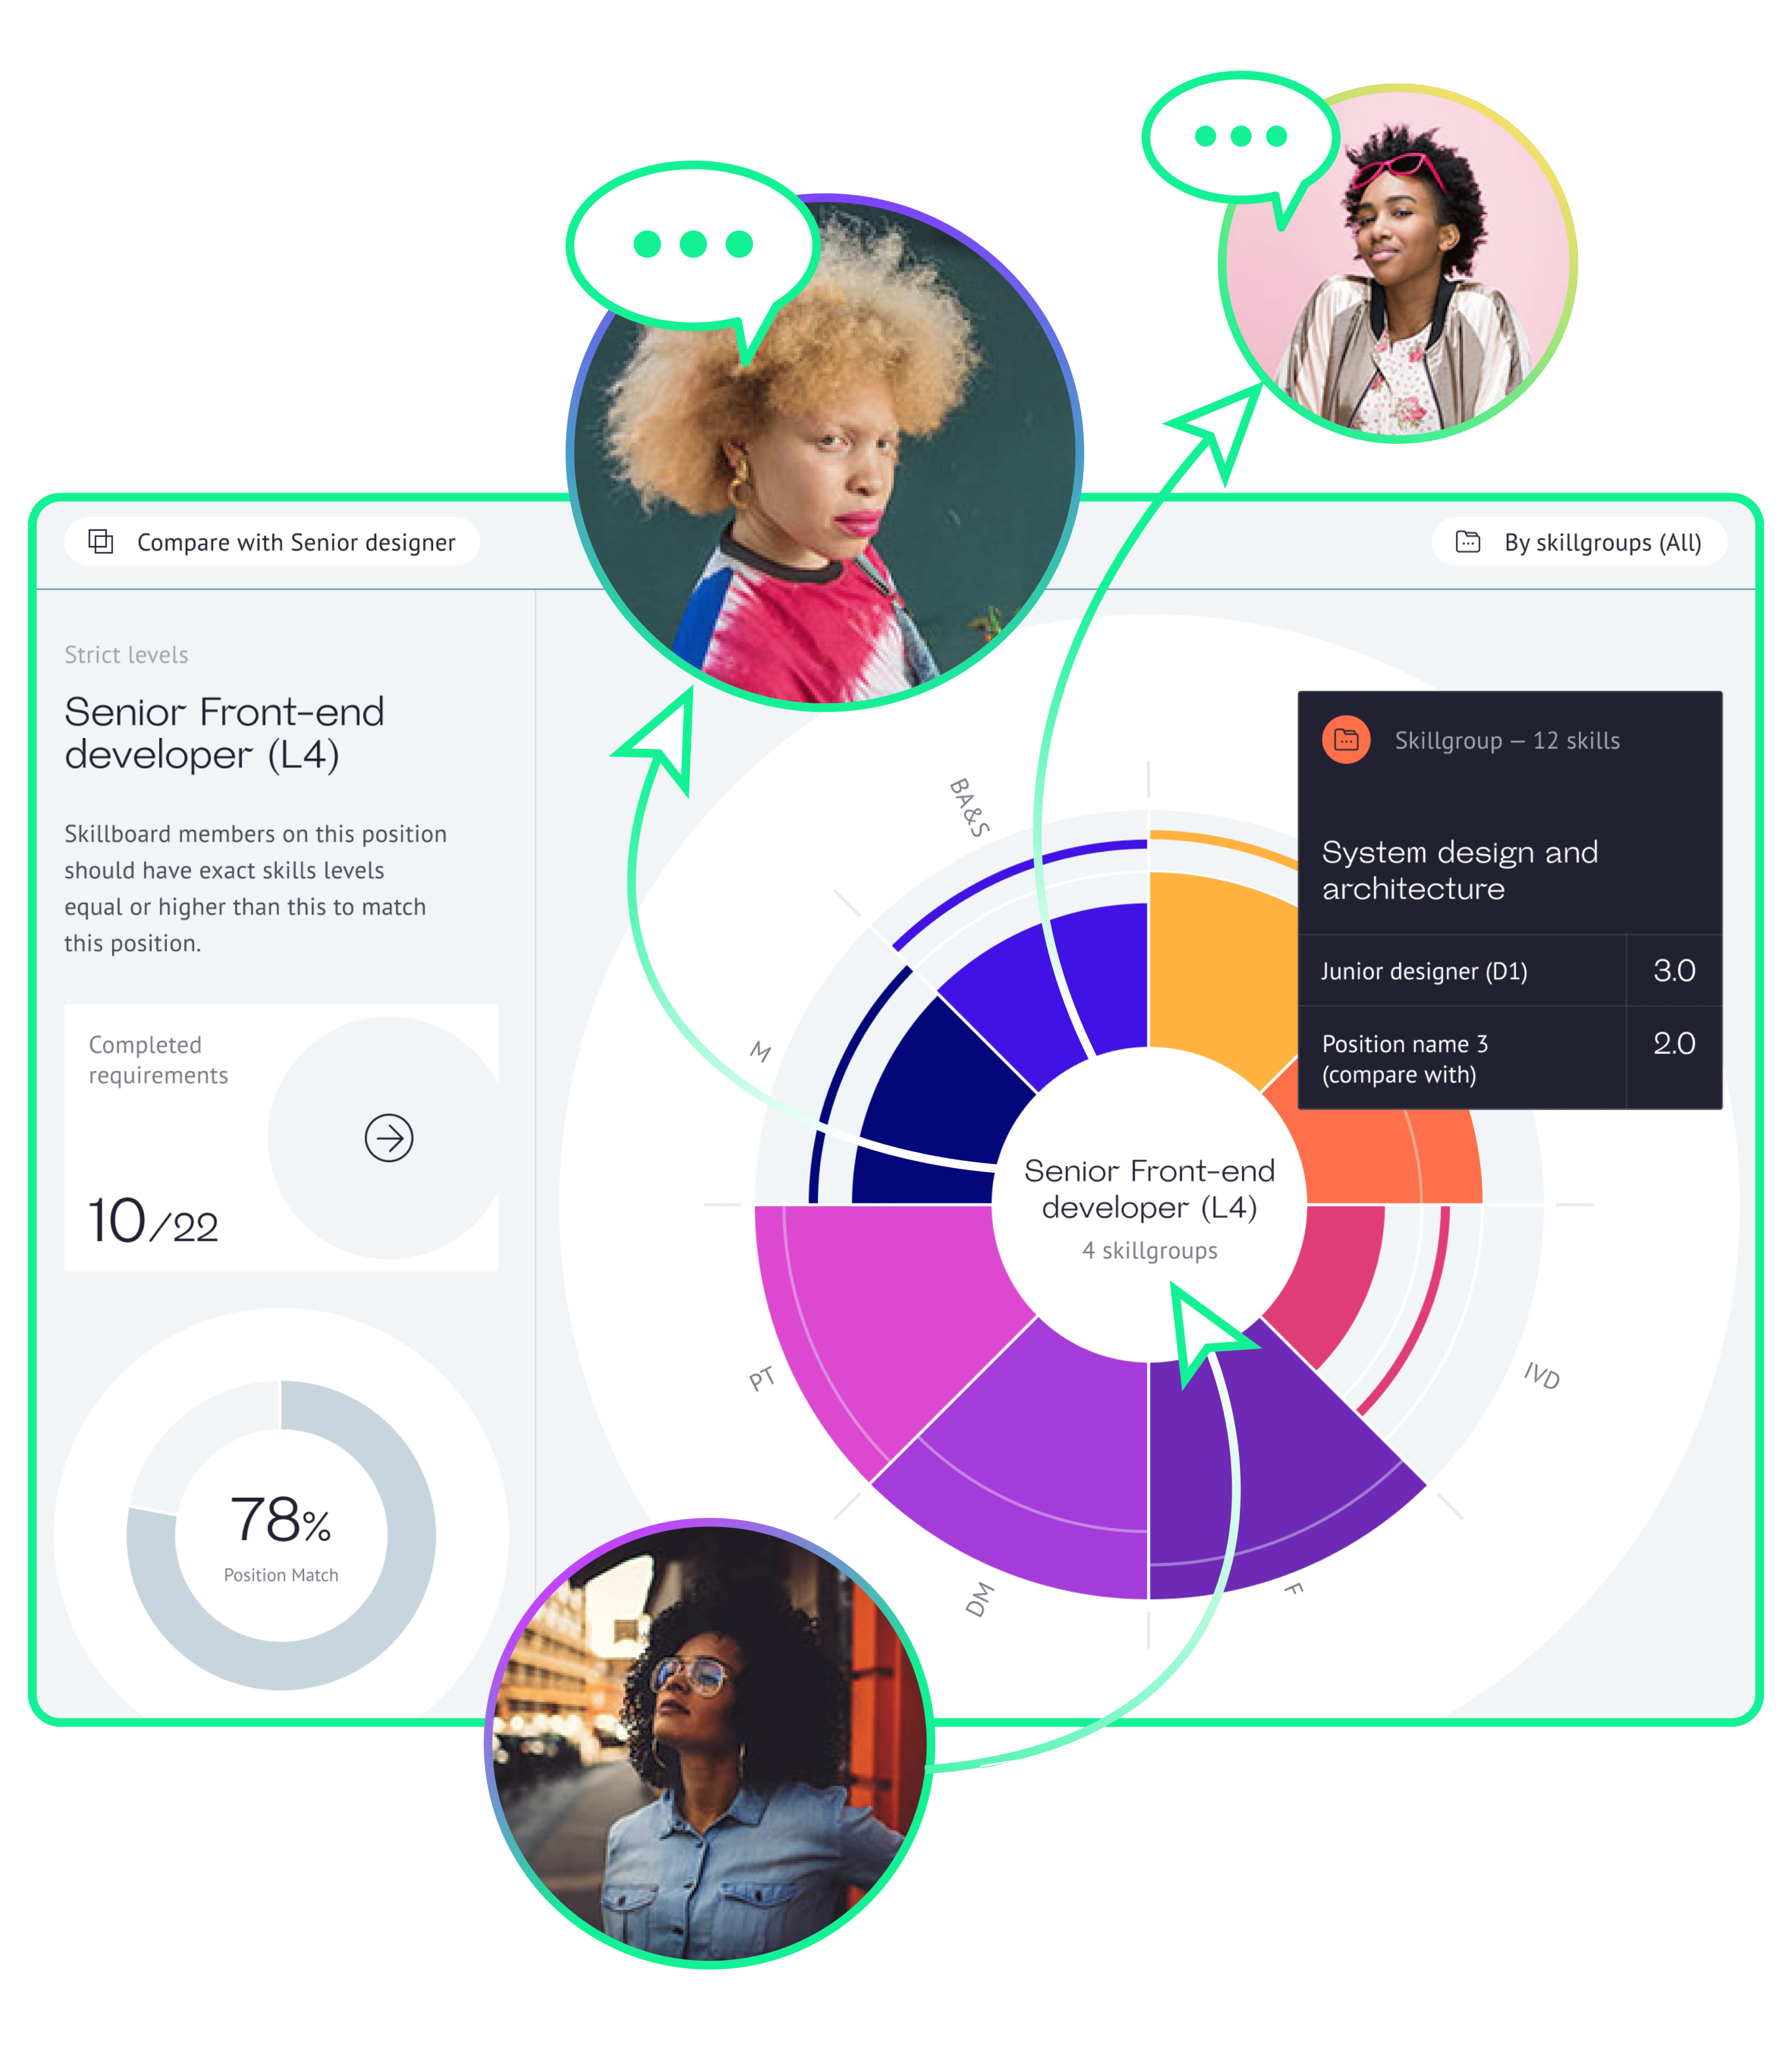 Compare with Senior designer
By skillgroups (All)
Strict levels
Senior Front-end
developer (L4)
Skillboard members on this position
should have exact skills levels
equal or higher than this to match
this position.
Completed
requirements
10/22
78%
Position Match
BA&S
M
PT
DM
F
IVD
Senior Front-end
developer (L4)
4 skillgroups
Skillgroup — 12 skills
System design and
architecture
Junior designer (D1)
3.0
Position name 3
(compare with)
2.0